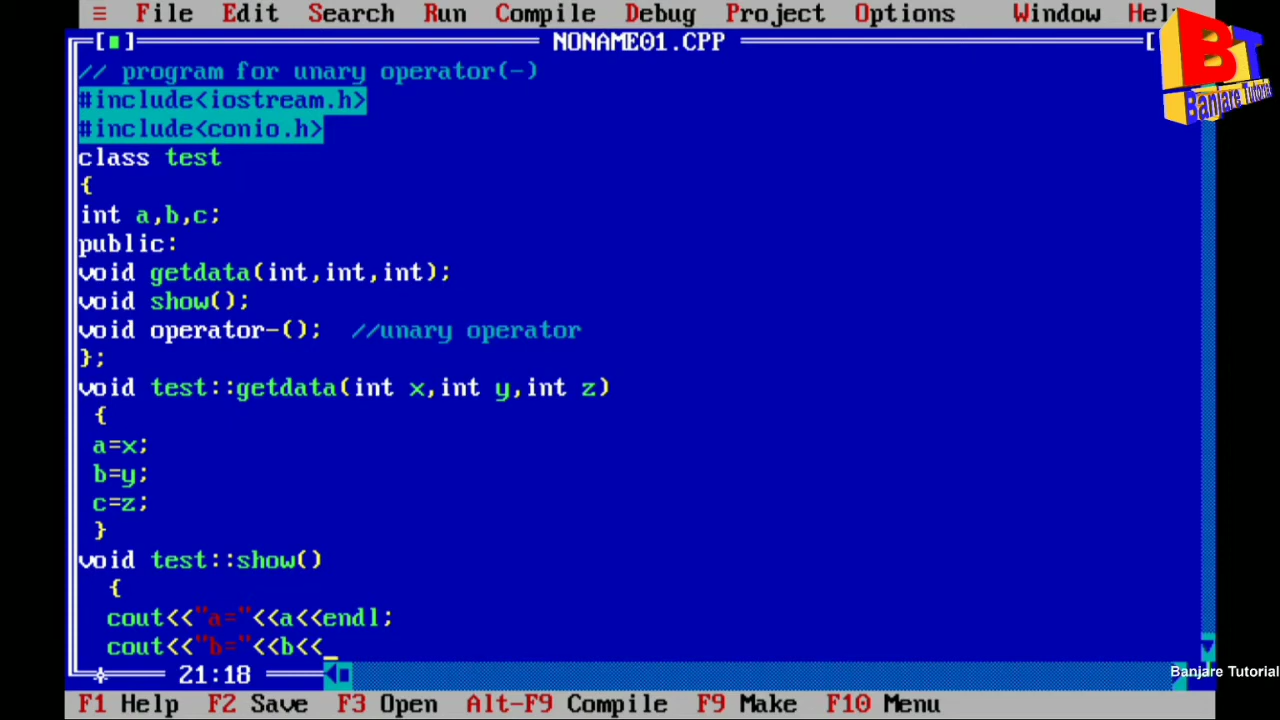 ≡ File Edit Search Run Compile Debug Project Options Window Hel
NONAME01.CPP
// program for unary operator(-)
#include<iostream.h>
#include<conio.h>
class test
{
int a,b,c;
public:
void getdata(int,int,int);
void show();
void operator-(); //unary operator
};
void test::getdata(int x,int y,int z)
{
a=x;
b=y;
c=z;
}
void test::show()
{
cout<<"a="<<a<<endl;
cout<<"b="<<b<<_
21:18
F1 Help F2 Save F3 Open Alt-F9 Compile F9 Make F10 Menu
BT
Banjare Tutorial
Banjare Tutorial